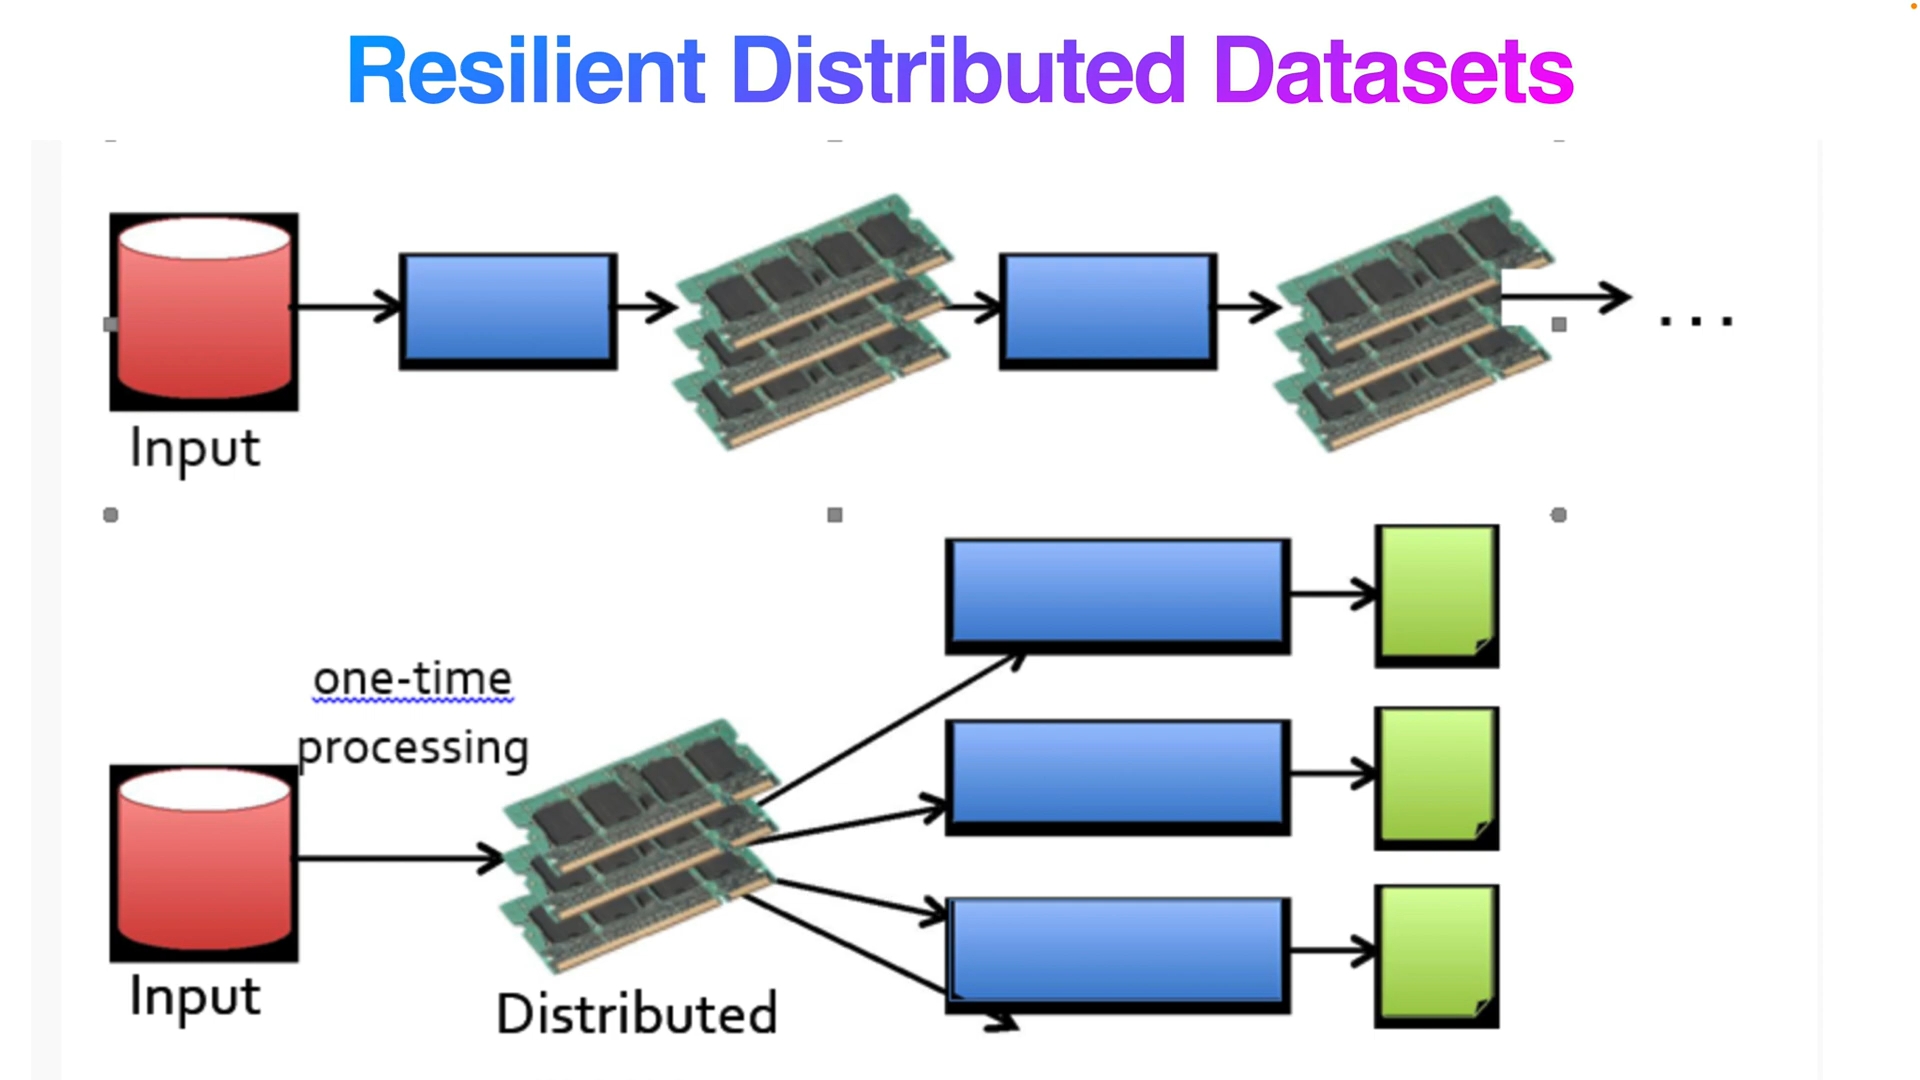 Resilient Distributed Datasets
Input
...
one-time
processing
Input
Distributed